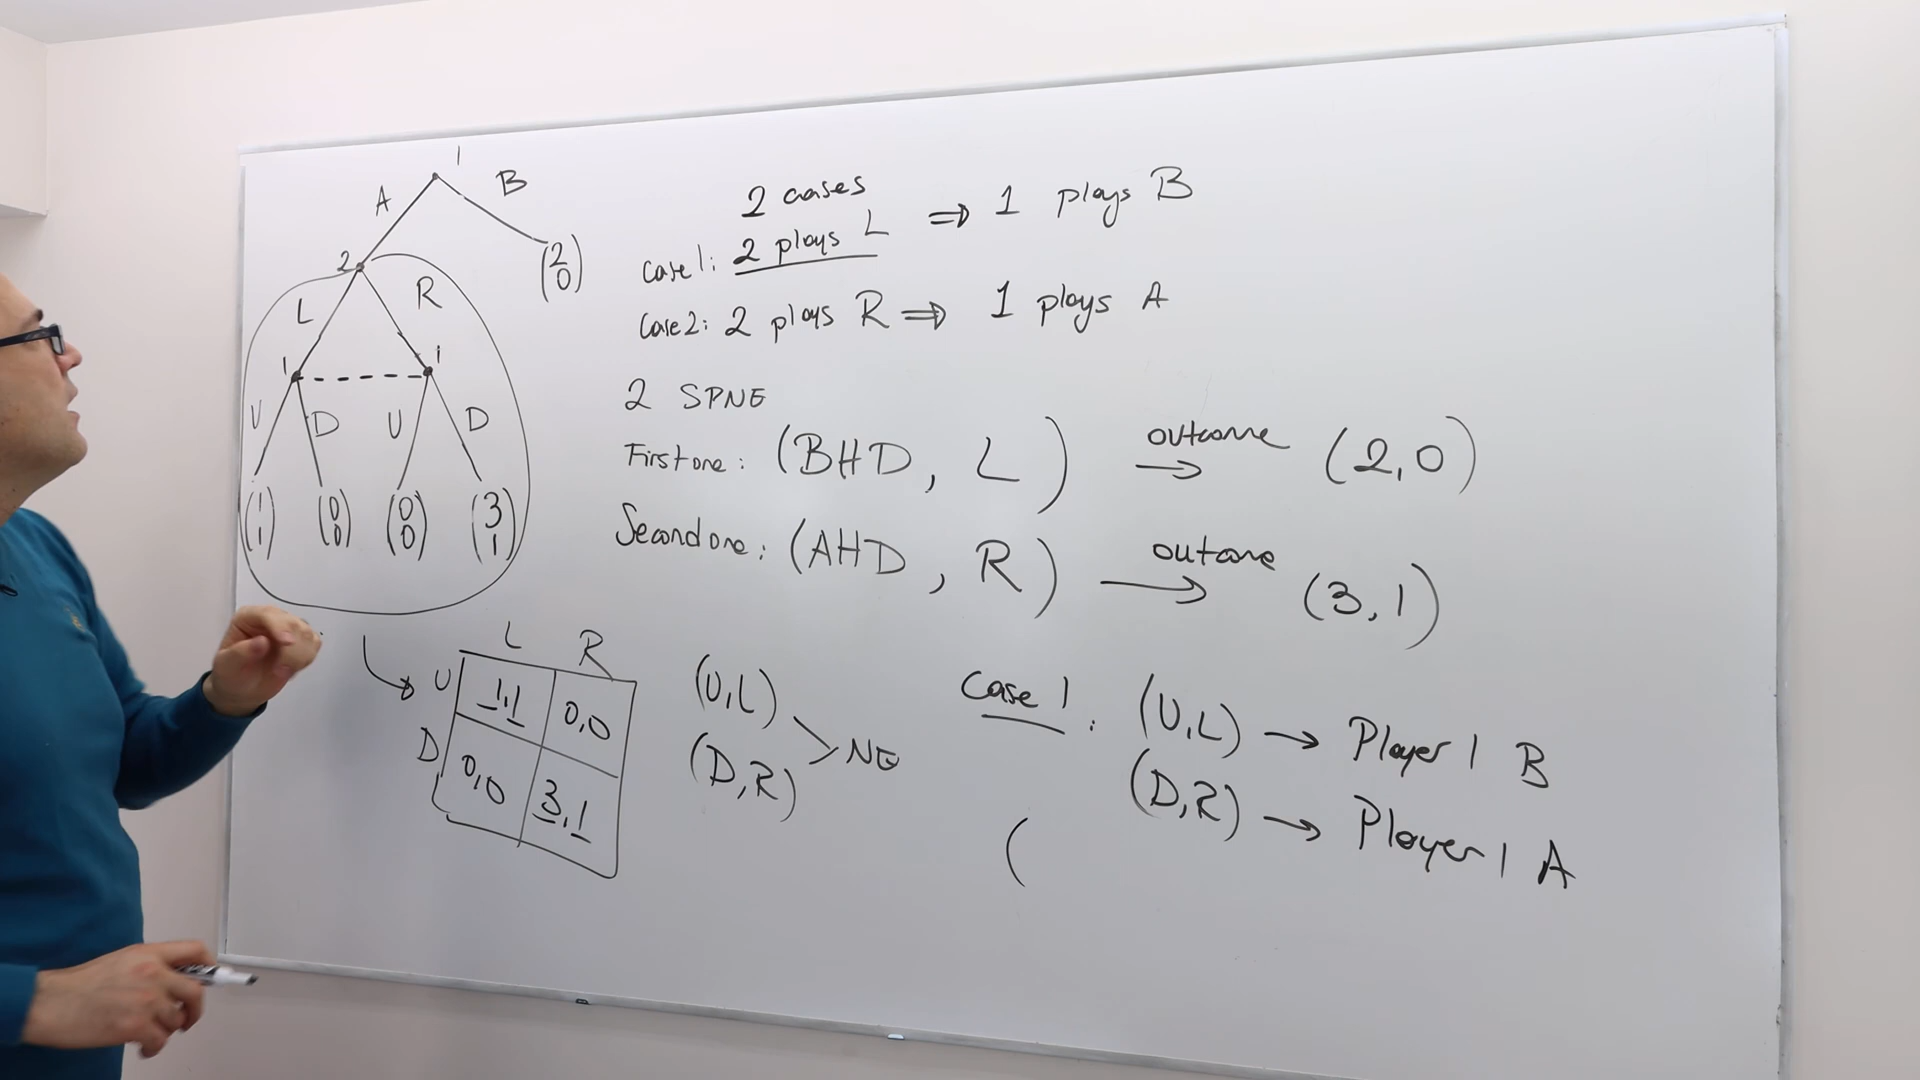 1
A B
2
(2 0)
L R
1 1
U D U D
(1 1) (0 0) (0 0) (3 1)
2 cases
Case 1: 2 plays L ⇒ 1 plays B
Case 2: 2 plays R ⇒ 1 plays A
2 SPNE
First one: (BHD, L) → outcome (2,0)
Second one: (AHD, R) → outcome (3,1)
L R
U 1,1 0,0
D 0,0 3,1
(U,L)
(D,R) > NE
Case 1: (U,L) → Player 1 B
(D,R) → Player 1 A
(